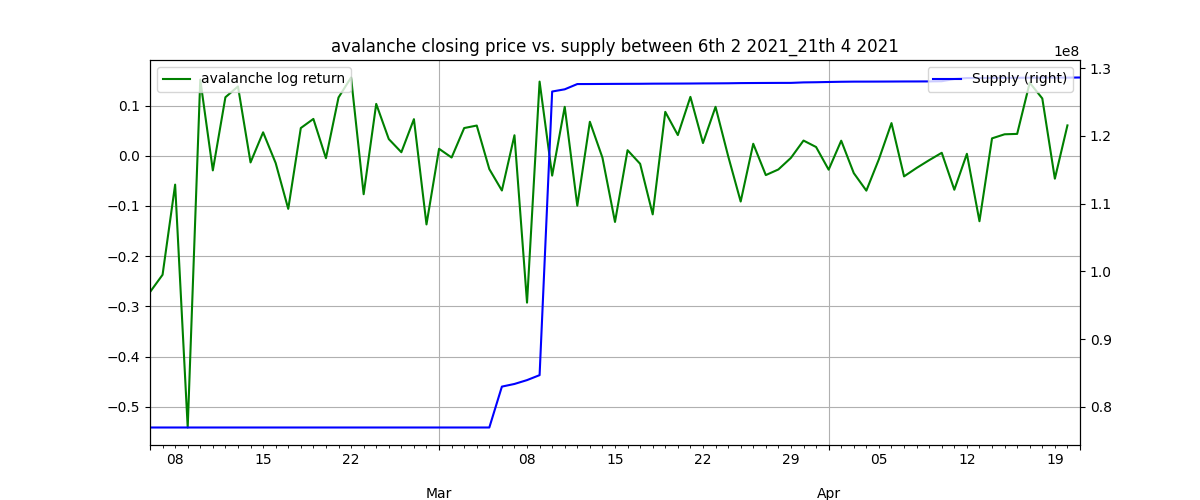 avalanche closing price vs. supply between 6th 2 2021_21th 4 2021
1e8
avalanche log return
Supply (right)
0.1
0.0
−0.1
−0.2
−0.3
−0.4
−0.5
1.3
1.2
1.1
1.0
0.9
0.8
08 15 22 08 15 22 29 05 12 19
Mar Apr